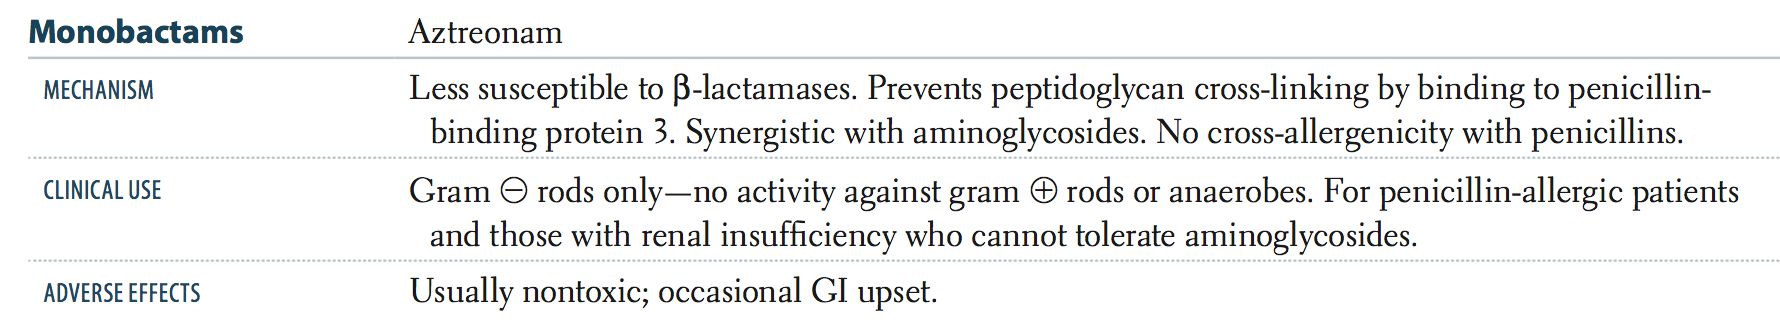 Monobactams Aztreonam
MECHANISM Less susceptible to β-lactamases. Prevents peptidoglycan cross-linking by binding to penicillin-
binding protein 3. Synergistic with aminoglycosides. No cross-allergenicity with penicillins.
CLINICAL USE Gram ⊖ rods only—no activity against gram ⊕ rods or anaerobes. For penicillin-allergic patients
and those with renal insufficiency who cannot tolerate aminoglycosides.
ADVERSE EFFECTS Usually nontoxic; occasional GI upset.